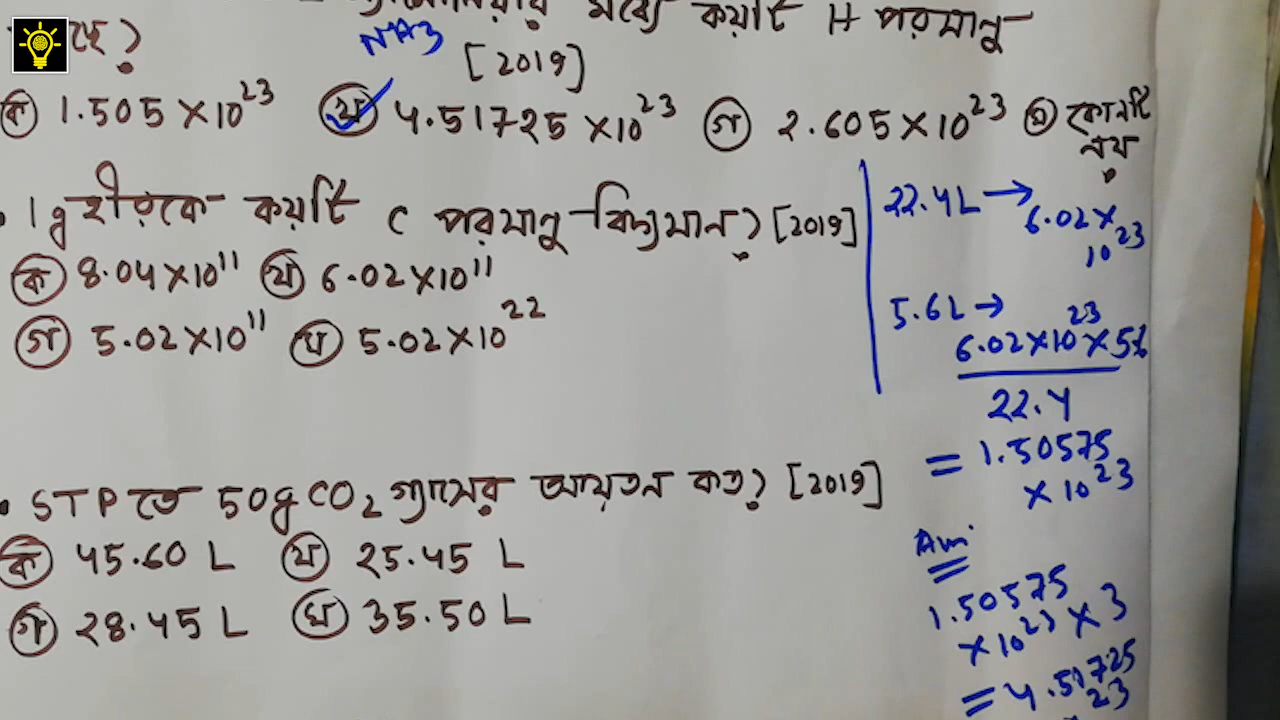 মধ্যে কয়টি H পরমানু
ছে?
NH3
[2019]
ক 1.505 ×10^23 খ 4.51725 ×10^23 গ 2.605×10^23 ঘ কোনটি নয়
1g হীরকে কয়টি C পরমানু বিদ্যমান? [2019]
ক 8.04×10^11 খ 6.02×10^11
গ 5.02×10^11 ঘ 5.02×10^22
STP তে 50g CO2 গ্যাসের আয়তন কত? [2019]
ক 45.60 L খ 25.45 L
গ 28.45 L ঘ 35.50 L
22.4L → 6.02×
10^23
5.6L →
6.02×10^23×5.6
22.4
= 1.50575
×10^23
1.50575
×10^23 × 3
= 4.51725
23